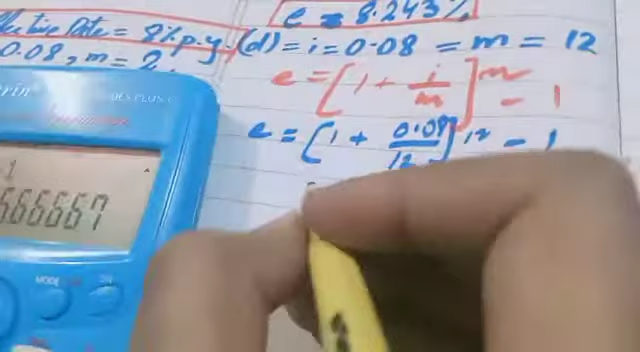 e = 8.243%
Rate = 8% p.y. (d) = i = 0.08 = m = 12
0.08, m = 2
e = [1 + i/m]^m - 1
e = [1 + 0.08/12]^12 - 1
666667
MODE
ON